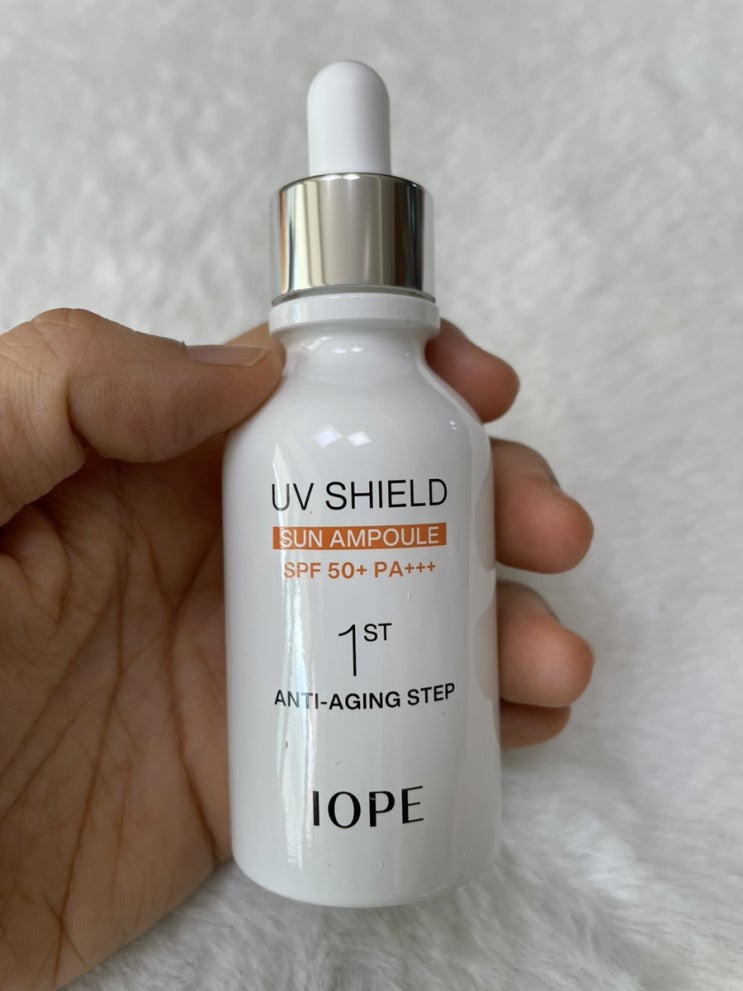 UV SHIELD
SUN AMPOULE
SPF 50+ PA+++
1ST
ANTI-AGING STEP
IOPE